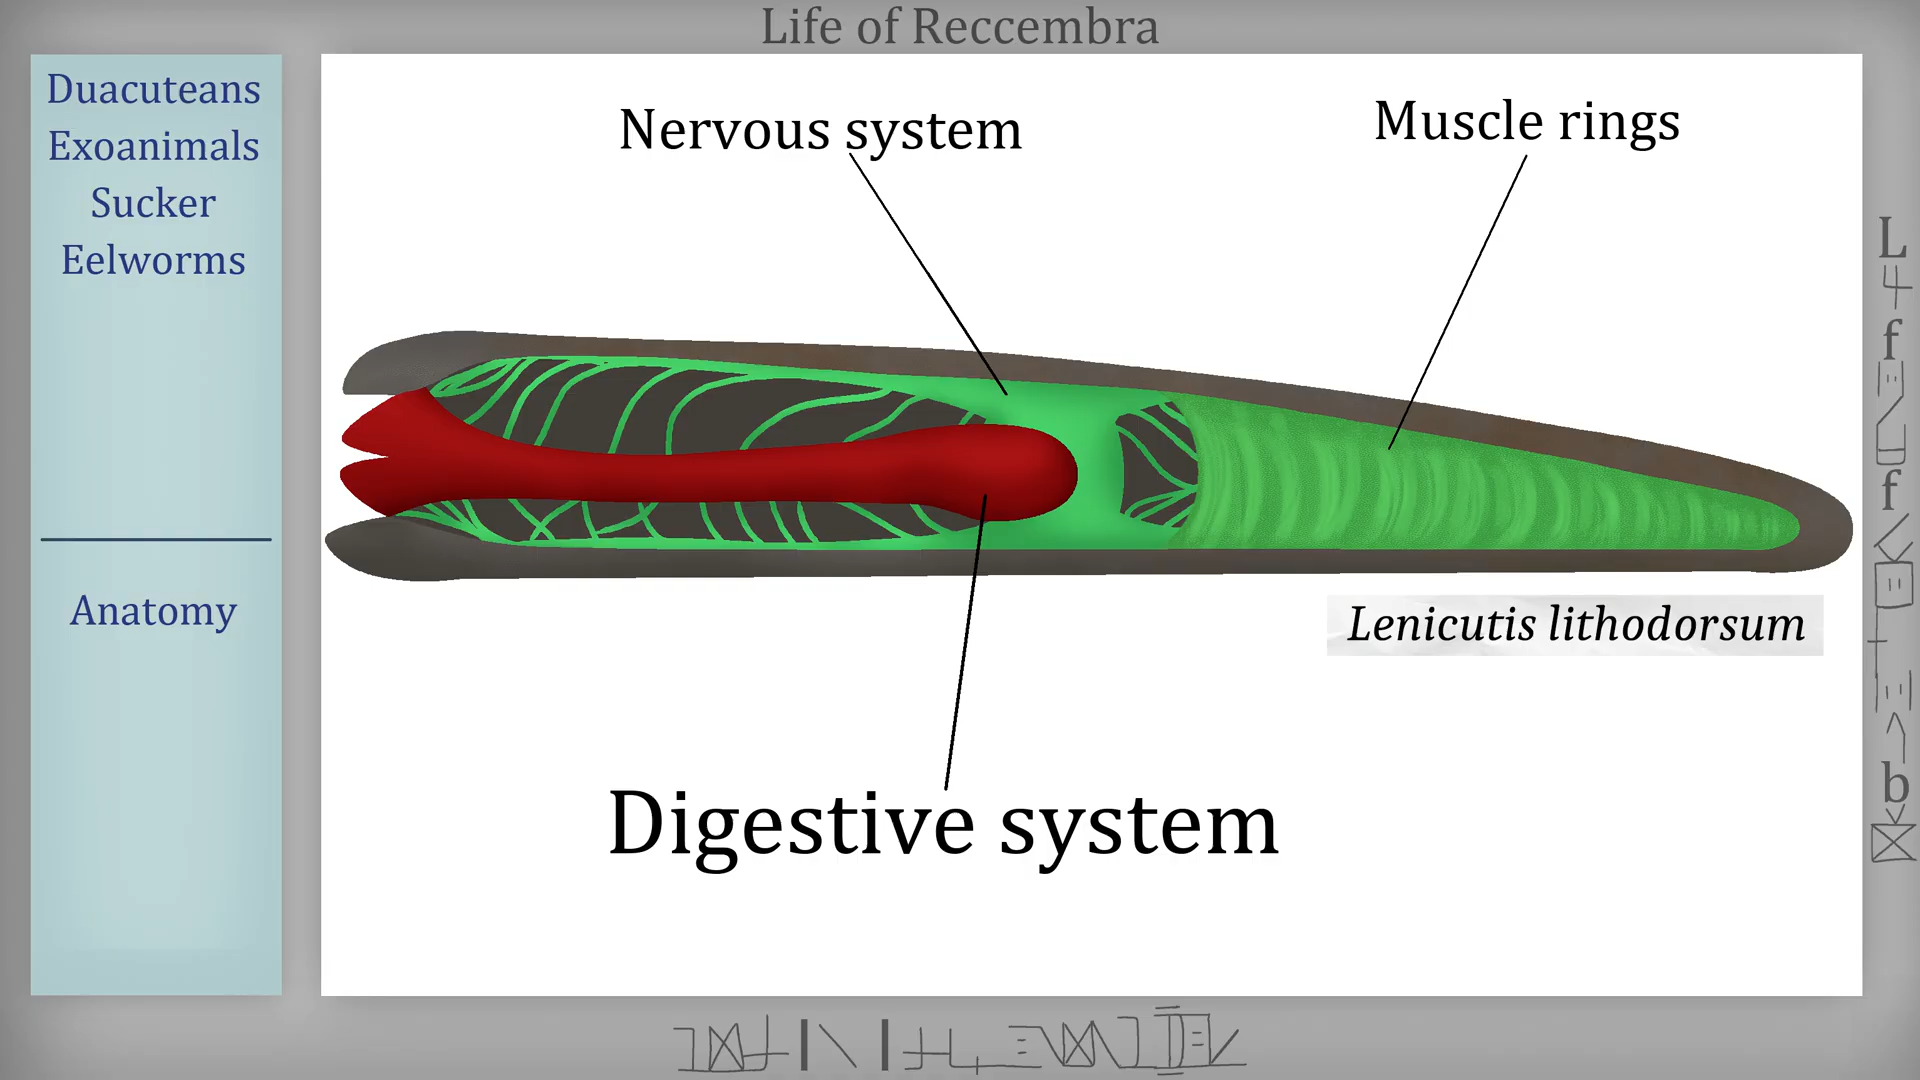 Life of Reccembra
Duacuteans
Exoanimals
Sucker
Eelworms
Anatomy
Nervous system
Muscle rings
Lenicutis lithodorsum
Digestive system